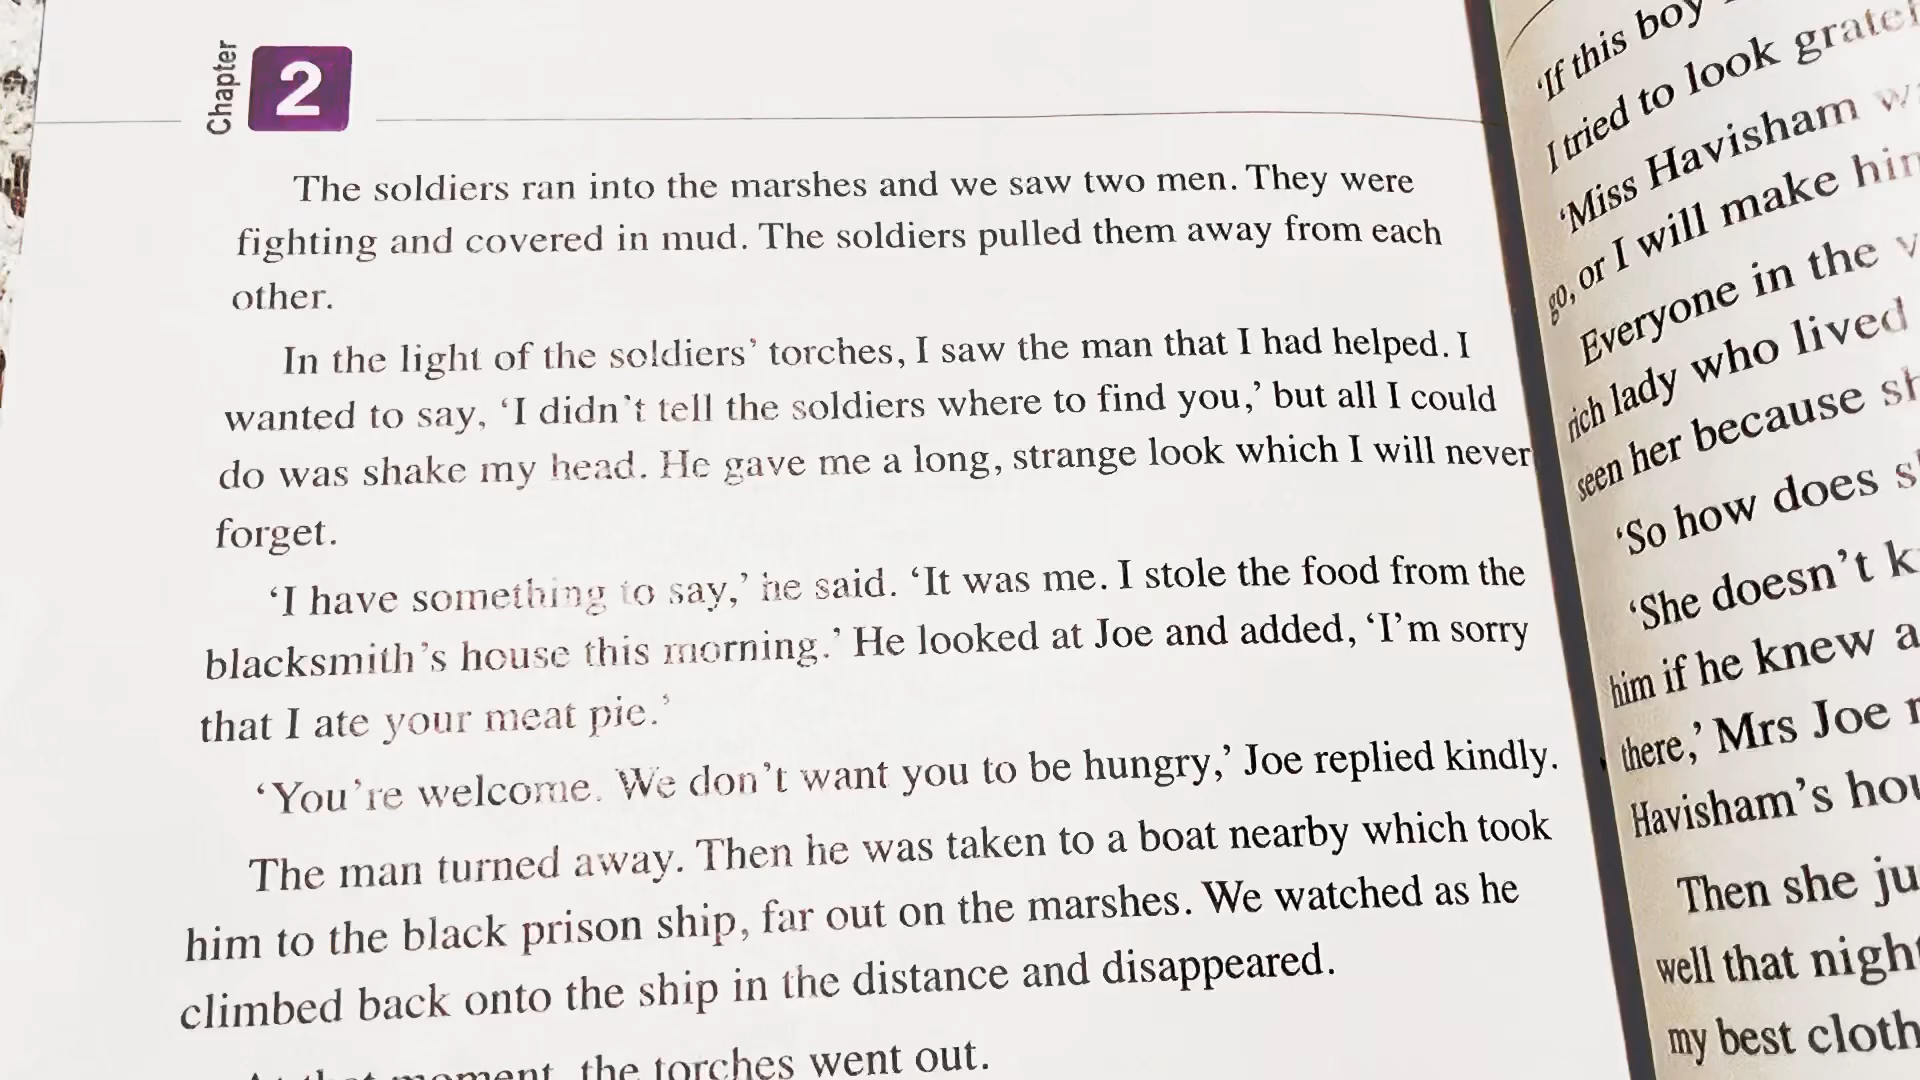 Chapter 2
The soldiers ran into the marshes and we saw two men. They were
fighting and covered in mud. The soldiers pulled them away from each
other.
In the light of the soldiers’ torches, I saw the man that I had helped. I
wanted to say, ‘I didn’t tell the soldiers where to find you,’ but all I could
do was shake my head. He gave me a long, strange look which I will never
forget.
‘I have something to say,’ he said. ‘It was me. I stole the food from the
blacksmith’s house this morning.’ He looked at Joe and added, ‘I’m sorry
that I ate your meat pie.’
‘You’re welcome. We don’t want you to be hungry,’ Joe replied kindly.
The man turned away. Then he was taken to a boat nearby which took
him to the black prison ship, far out on the marshes. We watched as he
climbed back onto the ship in the distance and disappeared.
At that moment, the torches went out.
‘If this boy
I tried to look
‘Miss Havisham
go, or I will make
Everyone in the
rich lady who lived
seen her because
‘So how does
‘She doesn’t
him if he knew
there,’ Mrs Joe
Havisham’s
Then she
well that
my best